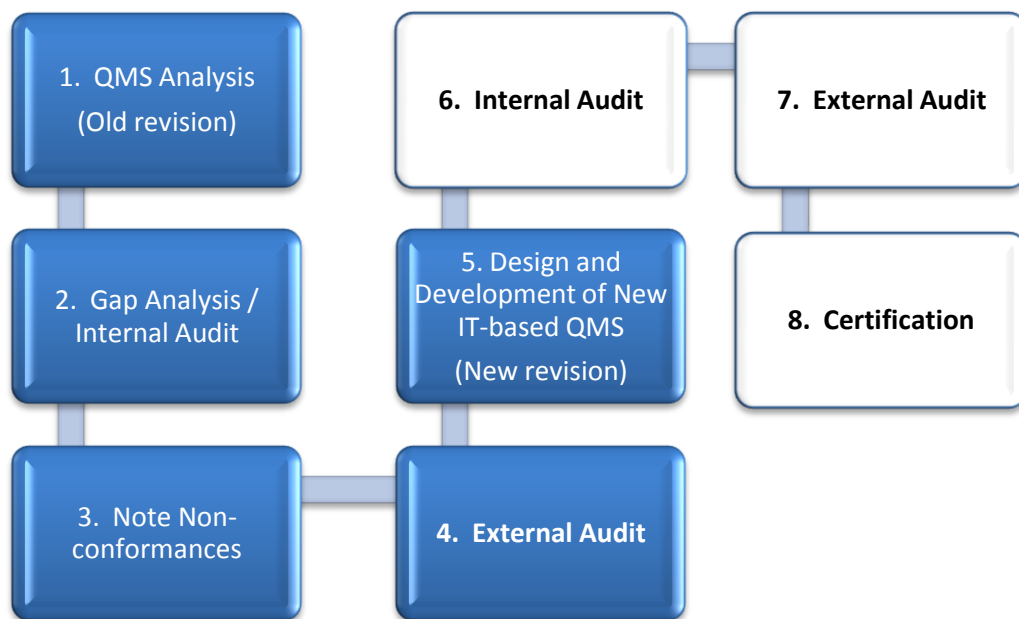 1. QMS Analysis
(Old revision)
2. Gap Analysis /
Internal Audit
3. Note Non-
conformances
4. External Audit
5. Design and
Development of New
IT-based QMS
(New revision)
6. Internal Audit
7. External Audit
8. Certification